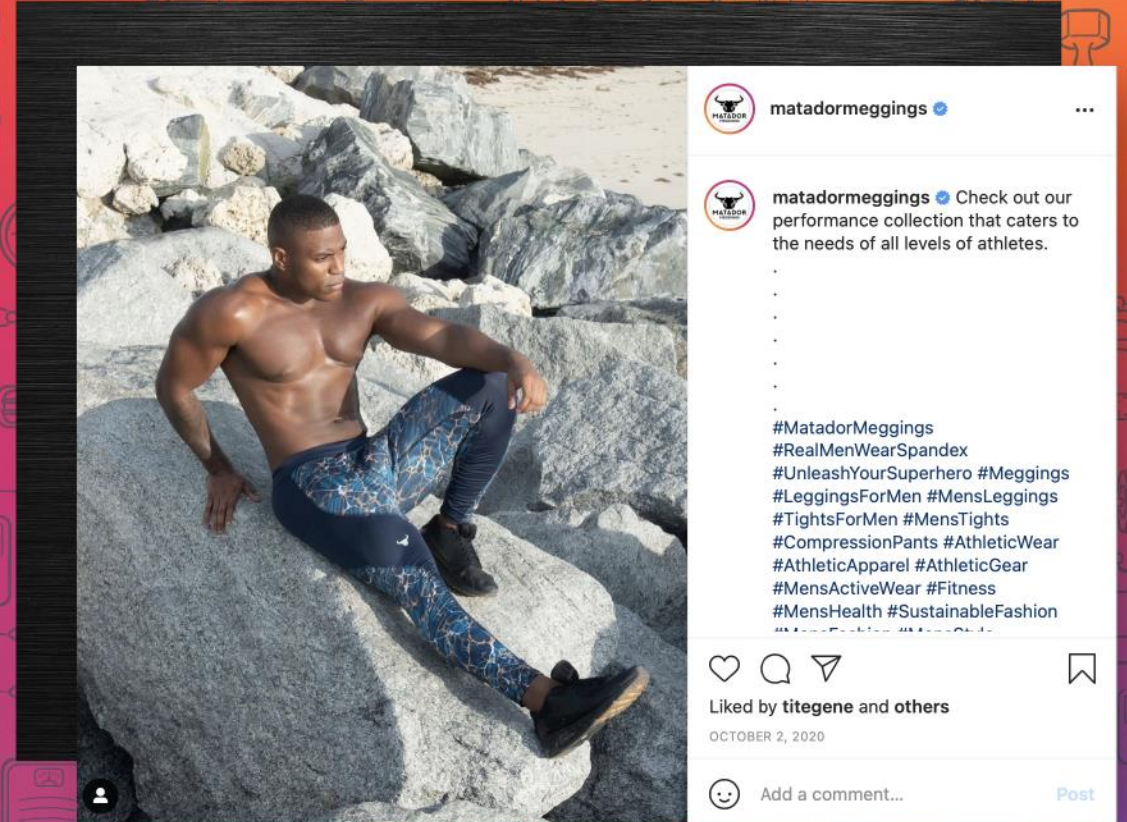 MATADOR
matadormeggings
...
MATADOR
matadormeggings Check out our
performance collection that caters to
the needs of all levels of athletes.
.
.
.
.
.
.
.
#MatadorMeggings
#RealMenWearSpandex
#UnleashYourSuperhero #Meggings
#LeggingsForMen #MensLeggings
#TightsForMen #MensTights
#CompressionPants #AthleticWear
#AthleticApparel #AthleticGear
#MensActiveWear #Fitness
#MensHealth #SustainableFashion
Liked by titegene and others
OCTOBER 2, 2020
Add a comment...
Post